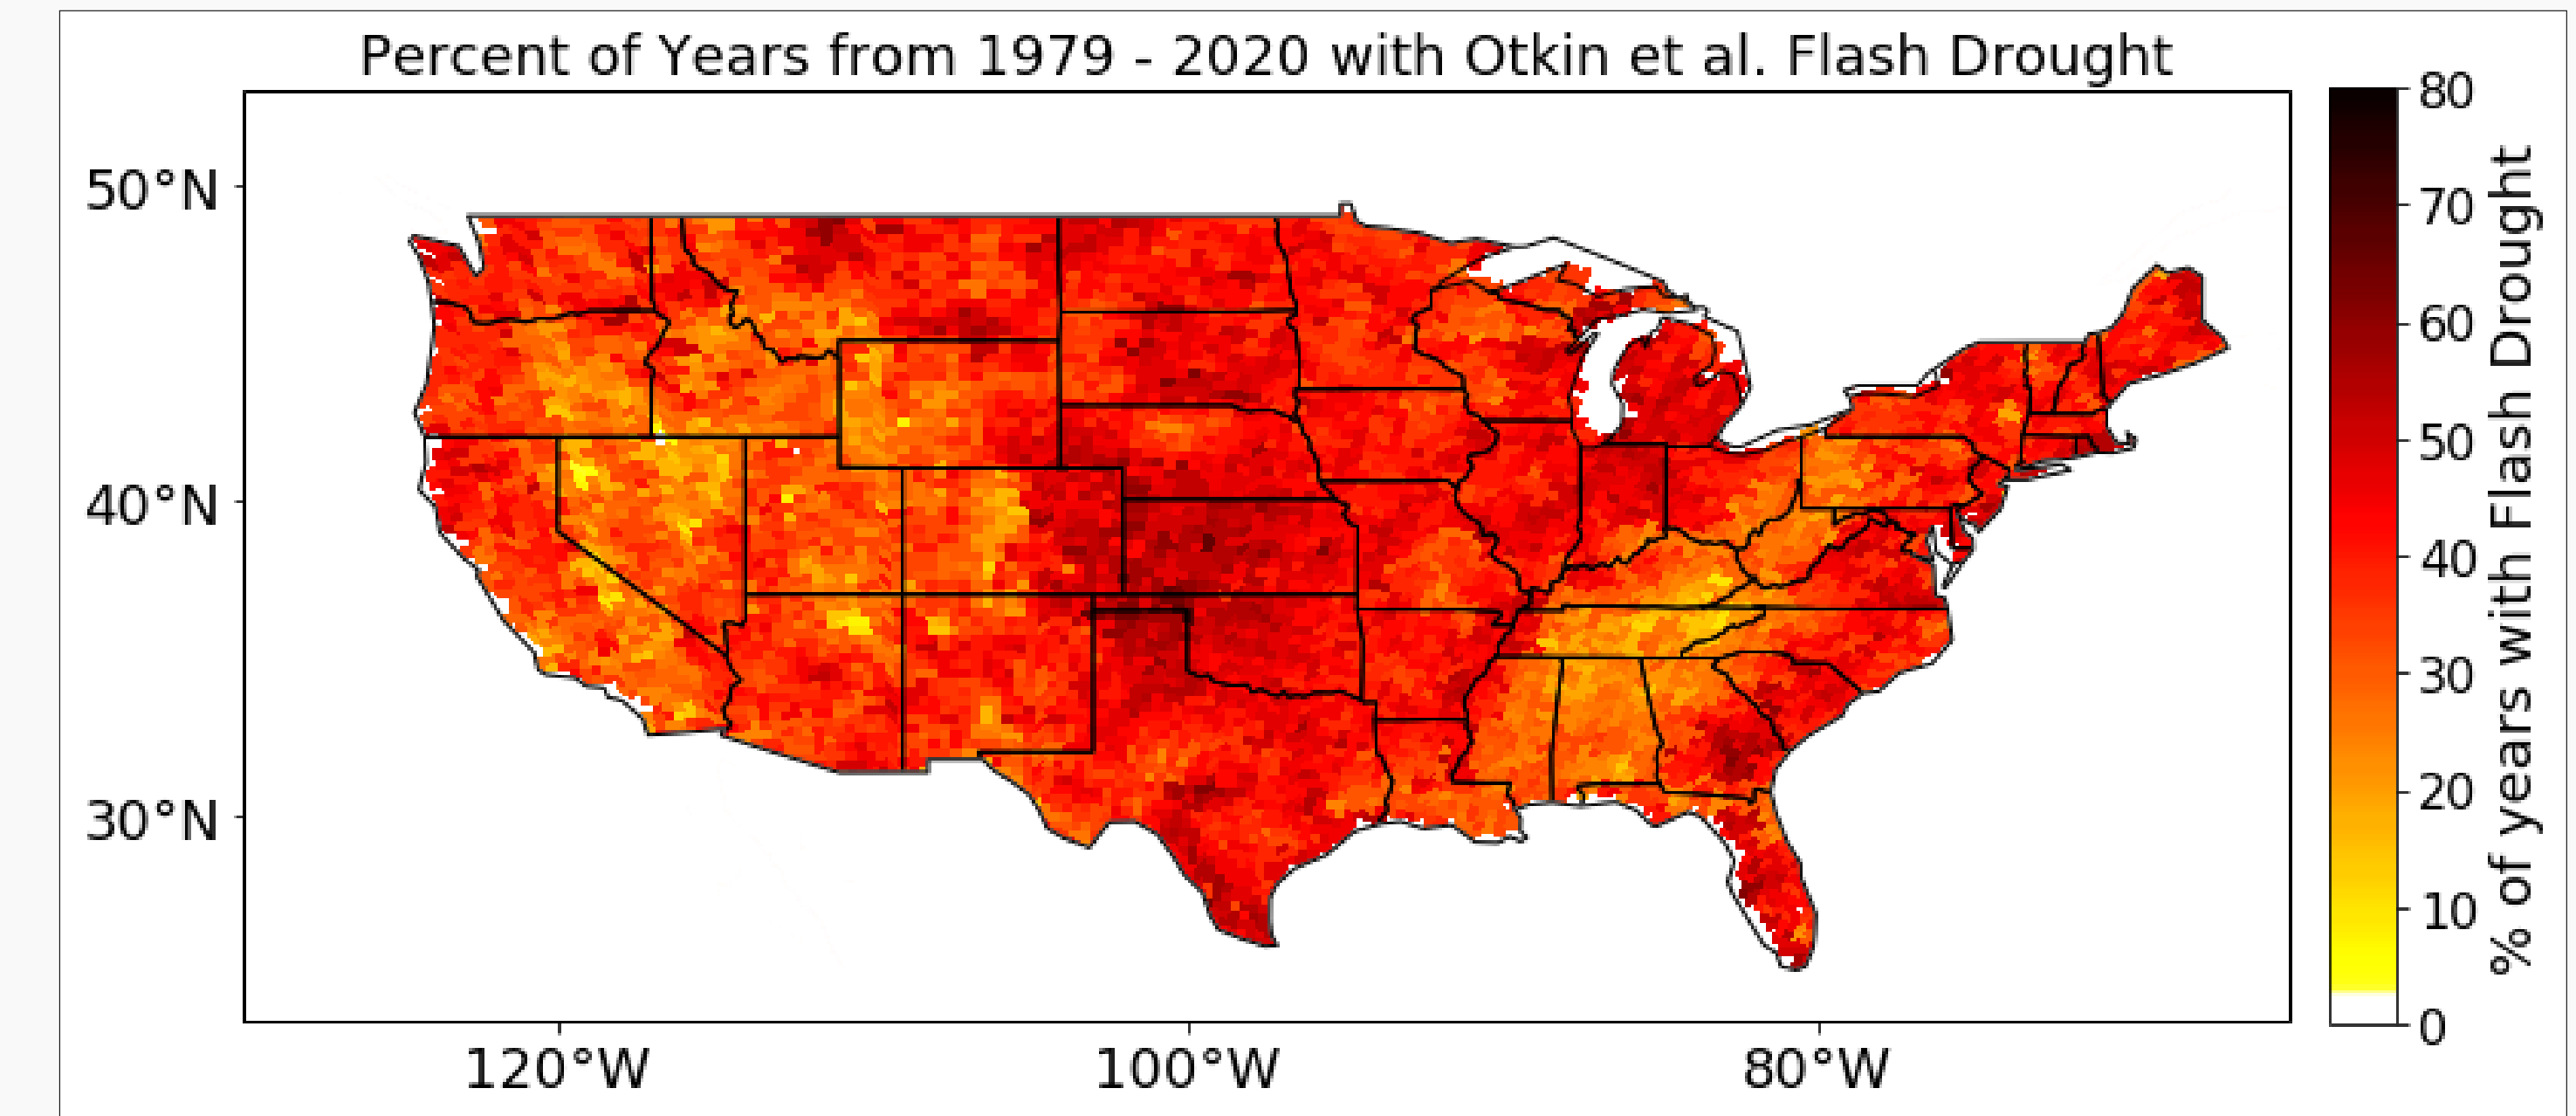 Percent of Years from 1979 - 2020 with Otkin et al. Flash Drought
50°N
40°N
30°N
120°W
100°W
80°W
80
70
60
50
40
30
20
10
0
% of years with Flash Drought